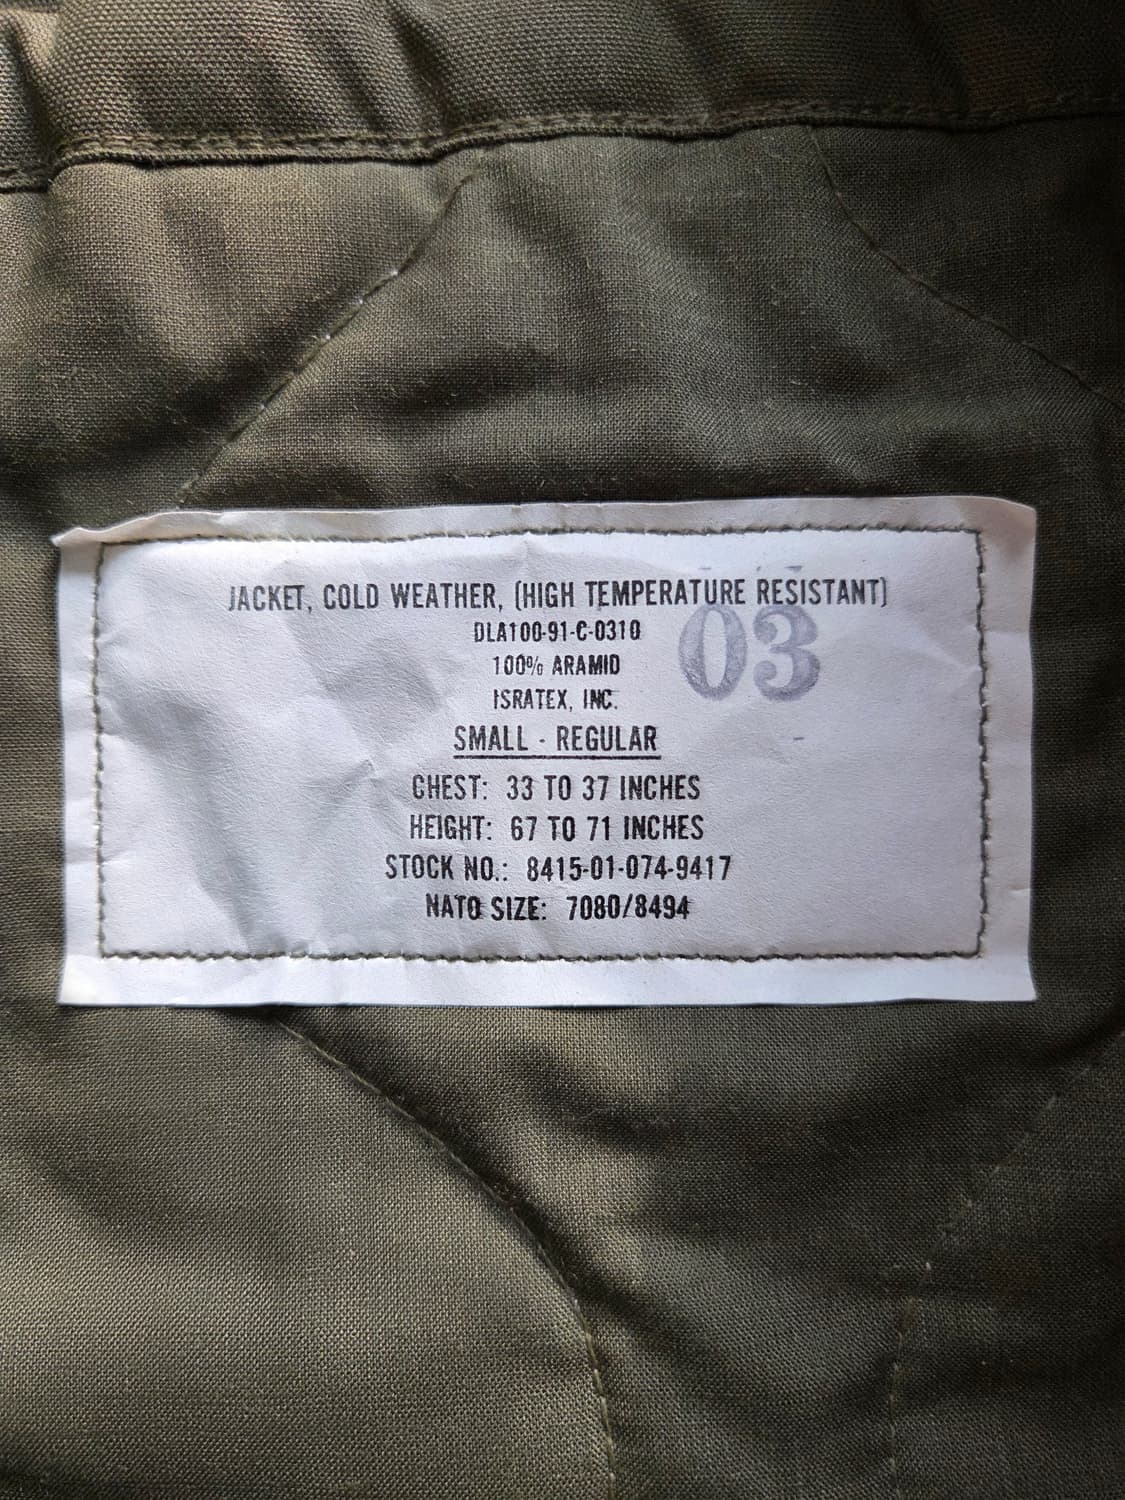 JACKET, COLD WEATHER, (HIGH TEMPERATURE RESISTANT)
DLA100-91-C-0310
03
100% ARAMID
ISRATEX, INC.
SMALL - REGULAR
CHEST: 33 TO 37 INCHES
HEIGHT: 67 TO 71 INCHES
STOCK NO.: 8415-01-074-9417
NATO SIZE: 7080/8494